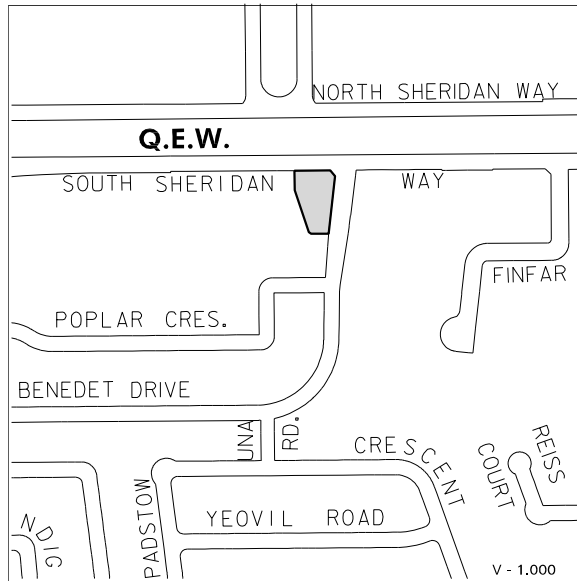 NORTH SHERIDAN WAY
Q.E.W.
SOUTH SHERIDAN WAY
FINFAR
POPLAR CRES.
BENEDET DRIVE
UNA RD.
CRESCENT
REISS
COURT
PADSTOW
YEOVIL ROAD
NDIG
V - 1.000